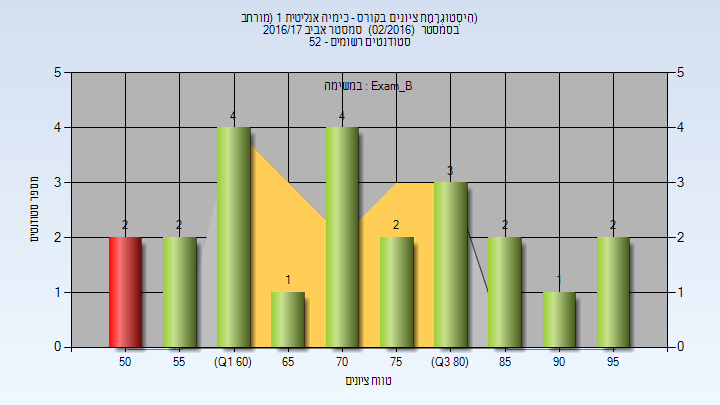 (היסטוגרמת ציונים בקורס - כימיה אנליטית 1 (מורחב
בסמסטר (02/2016) סמסטר אביב 2016/17
סטודנטים רשומים - 52
במשימה : Exam_B
מספר סטודנטים
5 5
4 4
3 3
2 2
1 1
0 0
2 2 4 1 4 2 3 2 1 2
50 55 (Q1 60) 65 70 75 (Q3 80) 85 90 95
טווח ציונים